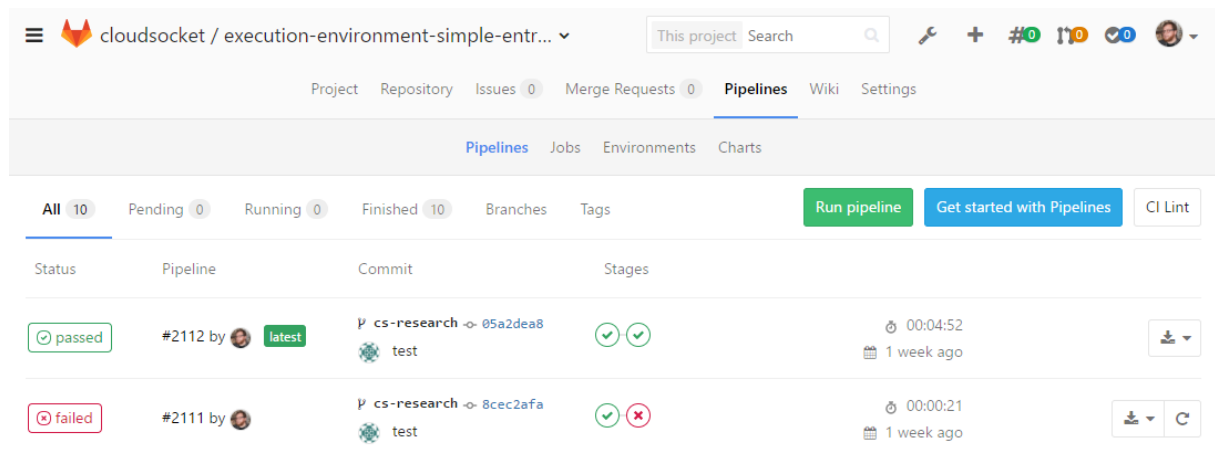 cloudsocket / execution-environment-simple-entr... This project Search #0 0 0
Project Repository Issues 0 Merge Requests 0 Pipelines Wiki Settings
Pipelines Jobs Environments Charts
All 10 Pending 0 Running 0 Finished 10 Branches Tags Run pipeline Get started with Pipelines CI Lint
Status Pipeline Commit Stages
passed #2112 by latest cs-research 05a2dea8 00:04:52
test 1 week ago
failed #2111 by cs-research 8cec2afa 00:00:21
test 1 week ago